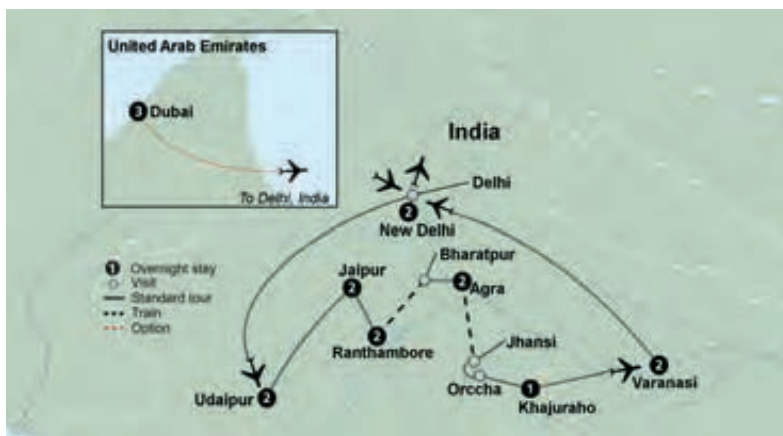 United Arab Emirates
3 Dubai
To Delhi, India
India
Delhi
2
New Delhi
Bharatpur
Jaipur
2
2 Agra
1 Overnight stay
Visit
Standard tour
Train
Option
2
Ranthambore
Jhansi
Orccha
1
Khajuraho
2
Varanasi
Udaipur 2